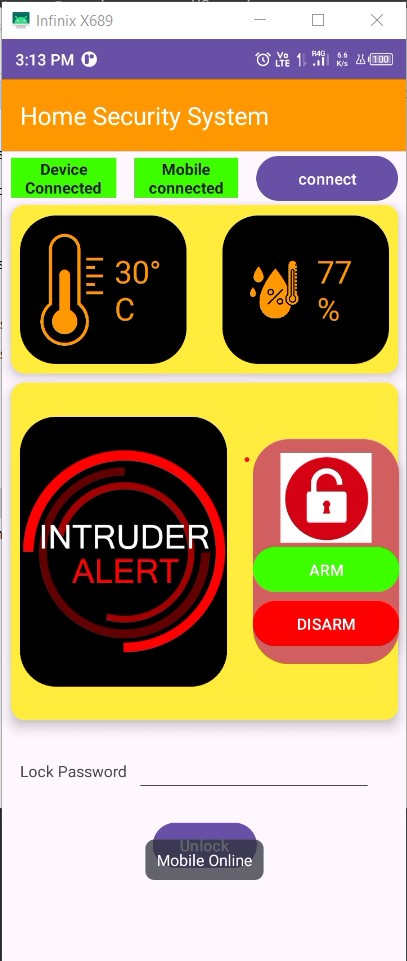 Infinix X689
3:13 PM
Vo LTE R4G 6.6 K/s 100
Home Security System
Device
Connected
Mobile
connected
connect
30°
C
%
77
%
INTRUDER
ALERT
ARM
DISARM
Lock Password
Unlock
Mobile Online